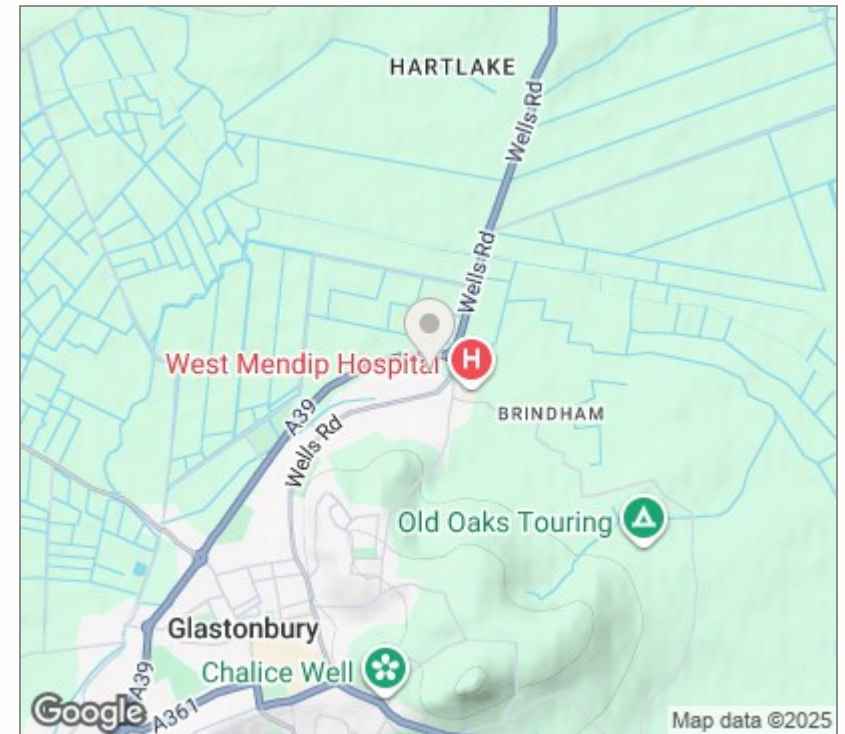 HARTLAKE
Wells Rd
Wells Rd
West Mendip Hospital
H
A39
Wells Rd
BRINDHAM
Old Oaks Touring
Glastonbury
Chalice Well
A39
A361
Google
Map data ©2025